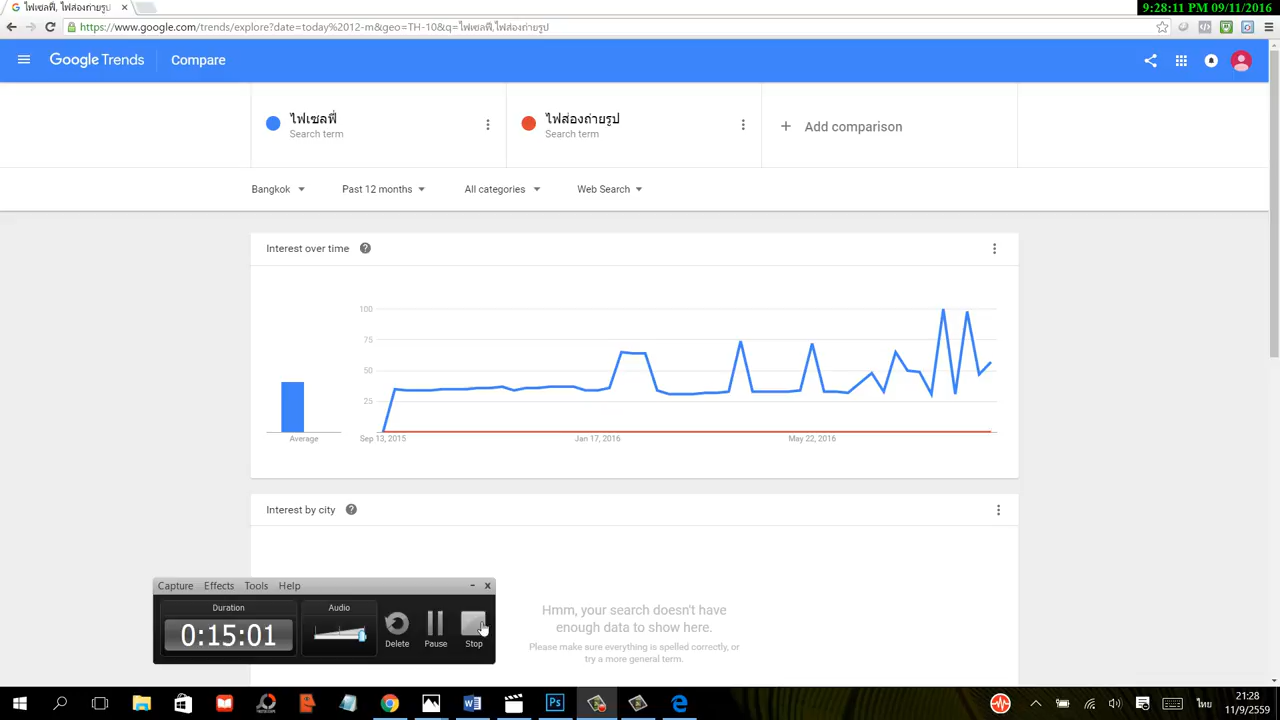 ไฟเซลฟี่, ไฟส่องถ่ายรูป
9:28:11 PM 09/11/2016
https://www.google.com/trends/explore?date=today%2012-m&geo=TH-10&q=ไฟเซลฟี่,ไฟส่องถ่ายรูป
Google Trends Compare
ไฟเซลฟี่
Search term
ไฟส่องถ่ายรูป
Search term
+ Add comparison
Bangkok
Past 12 months
All categories
Web Search
Interest over time
100
75
50
25
Average
Sep 13, 2015
Jan 17, 2016
May 22, 2016
Interest by city
Hmm, your search doesn't have
enough data to show here.
Please make sure everything is spelled correctly, or
try a more general term.
Capture Effects Tools Help
Duration
0:15:01
Audio
Delete
Pause
Stop
ไทย
21:28
11/9/2559